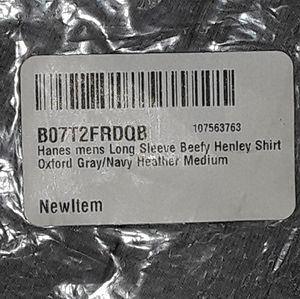 B07T2FRDQB 107563763
Hanes mens Long Sleeve Beefy Henley Shirt
Oxford Gray/Navy Heather Medium
NewItem